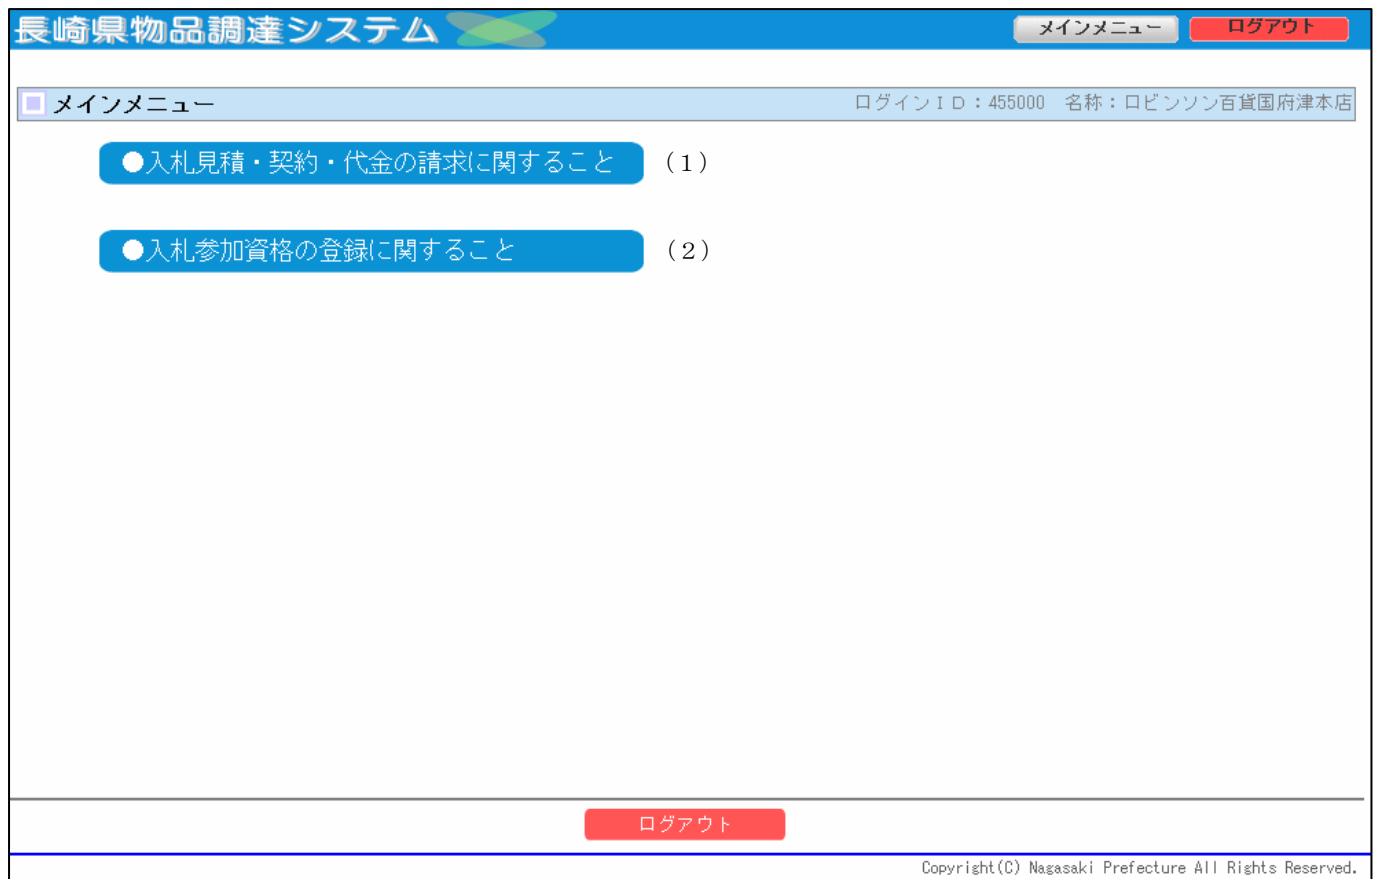 長崎県物品調達システム メインメニュー ログアウト
メインメニュー ログインＩＤ：455000 名称：ロビンソン百貨国府津本店
●入札見積・契約・代金の請求に関すること （１）
●入札参加資格の登録に関すること （２）
ログアウト
Copyright(C) Nagasaki Prefecture All Rights Reserved.